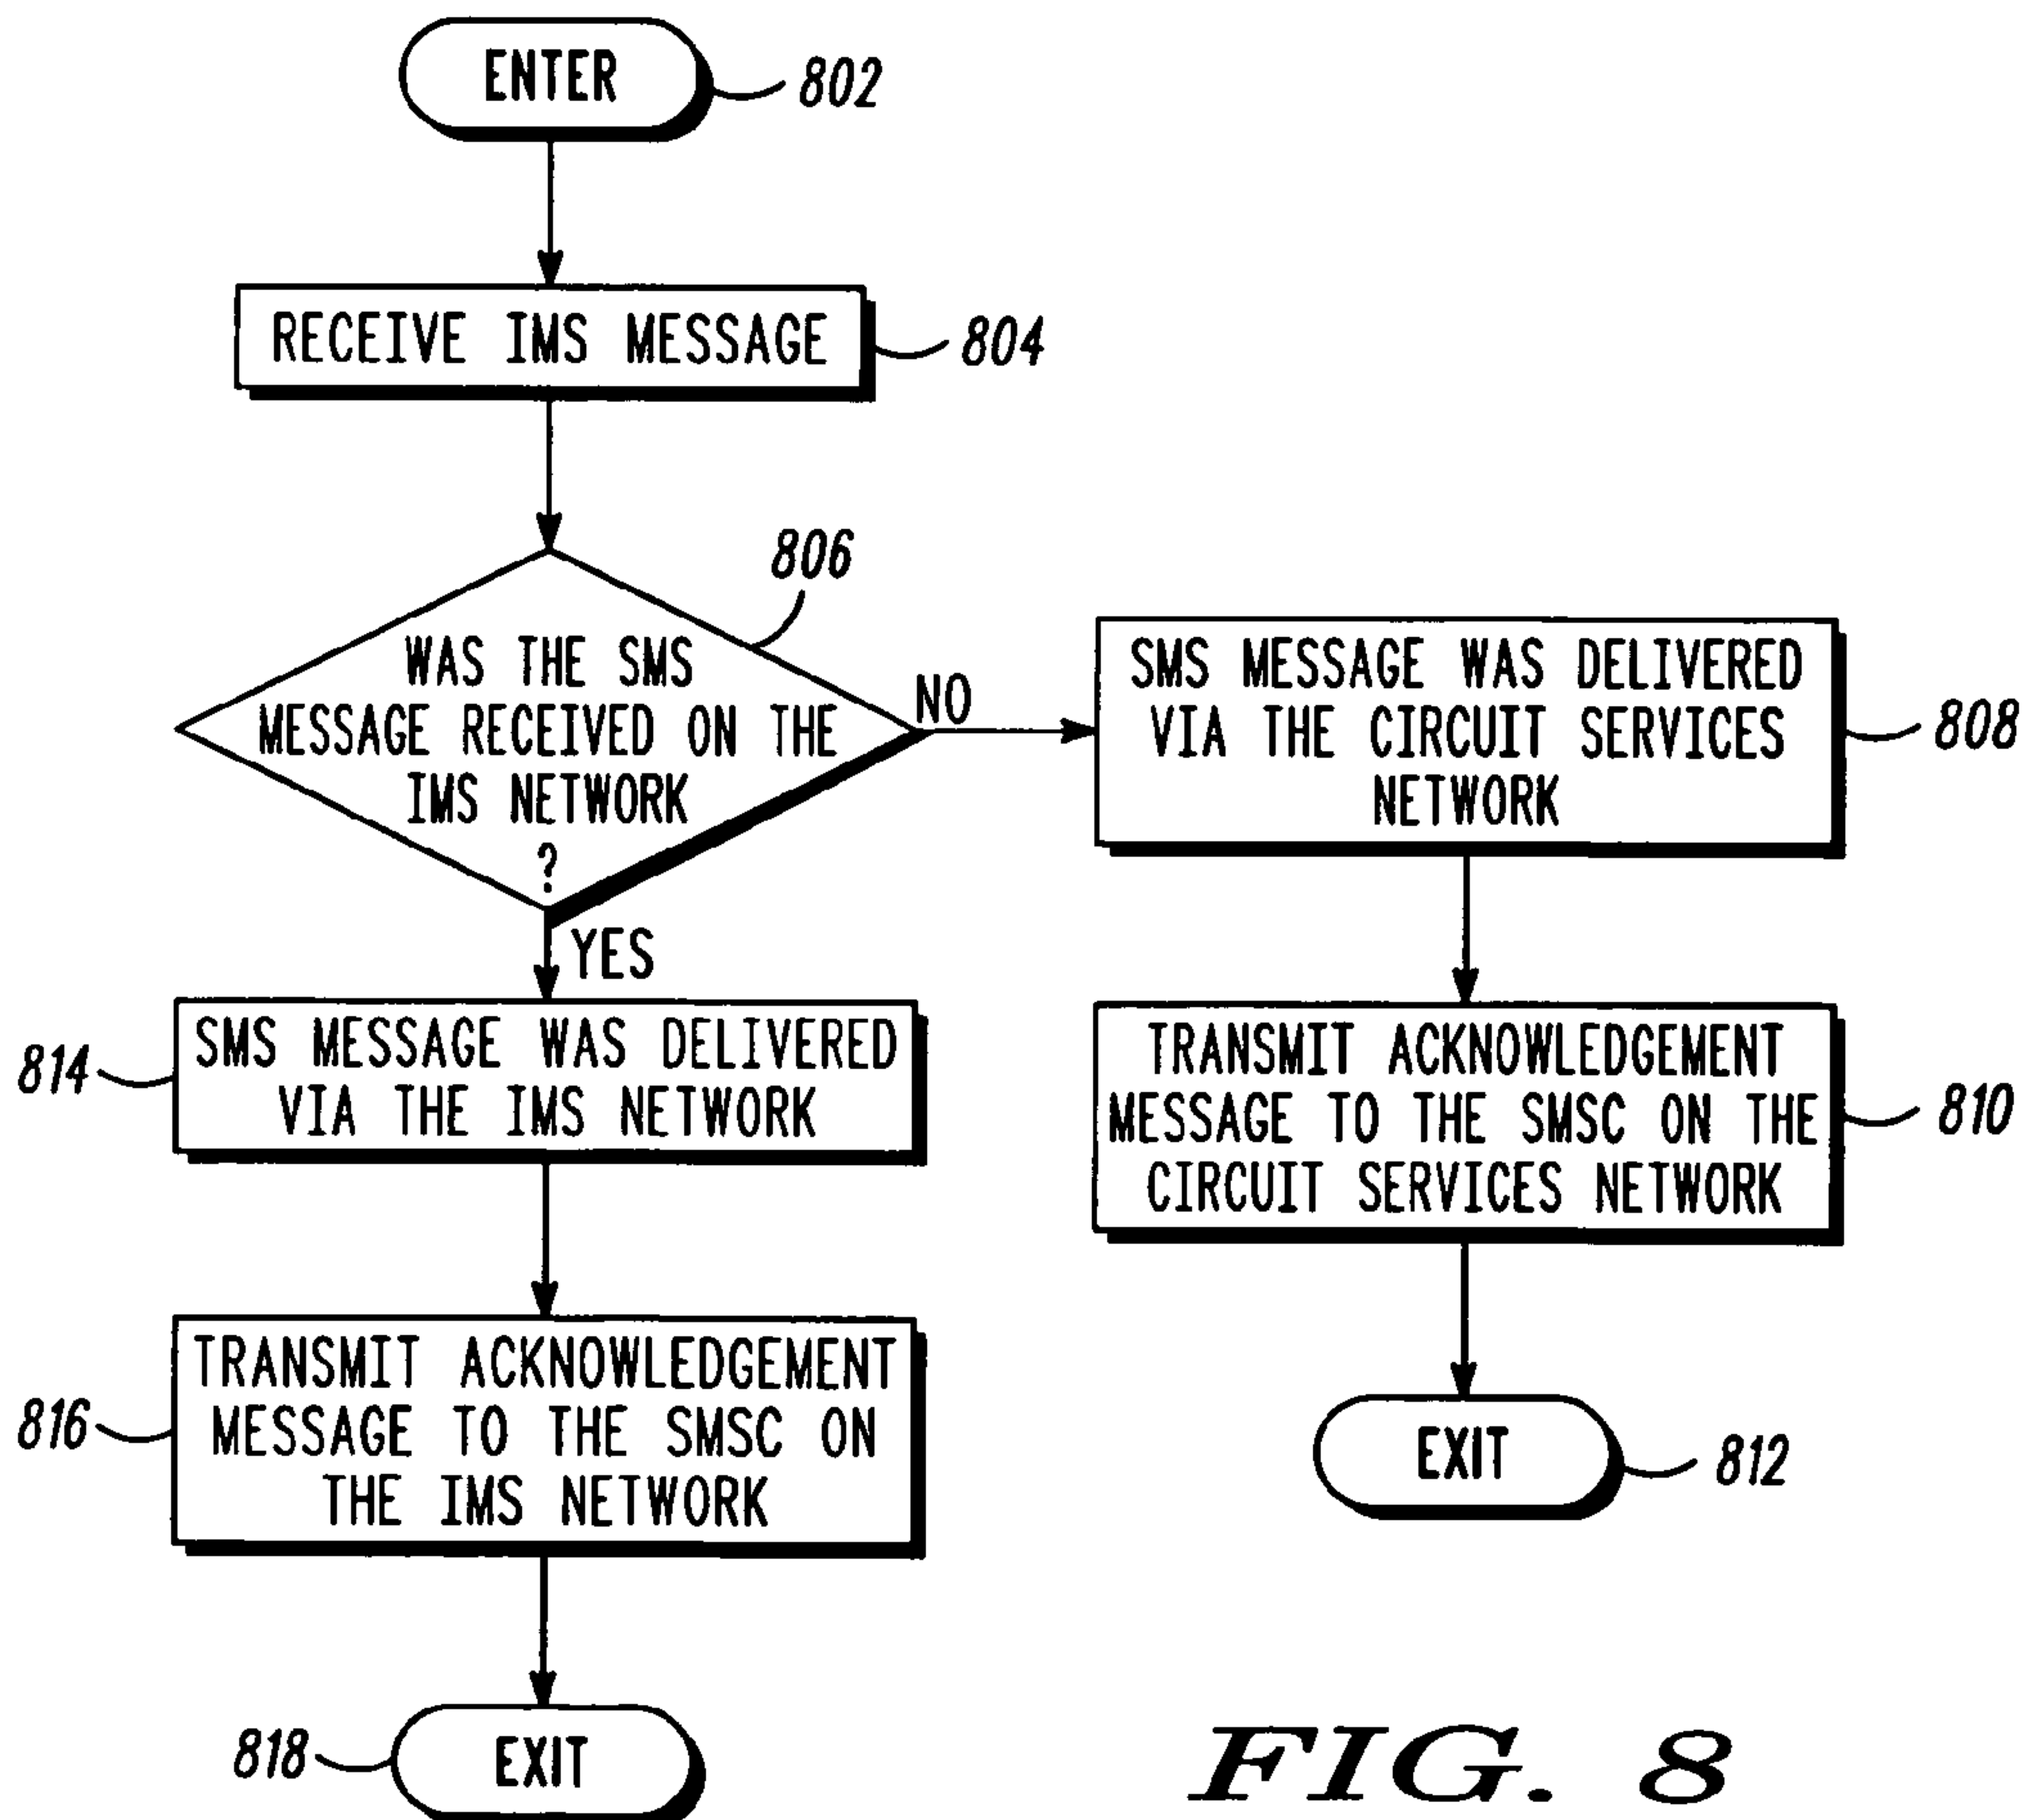 ENTER
802
RECEIVE IMS MESSAGE
804
806
WAS THE SMS
MESSAGE RECEIVED ON THE
IMS NETWORK
?
NO
YES
SMS MESSAGE WAS DELIVERED
VIA THE CIRCUIT SERVICES
NETWORK
808
TRANSMIT ACKNOWLEDGEMENT
MESSAGE TO THE SMSC ON THE
CIRCUIT SERVICES NETWORK
810
EXIT
812
814
SMS MESSAGE WAS DELIVERED
VIA THE IMS NETWORK
816
TRANSMIT ACKNOWLEDGEMENT
MESSAGE TO THE SMSC ON
THE IMS NETWORK
818
EXIT
FIG. 8